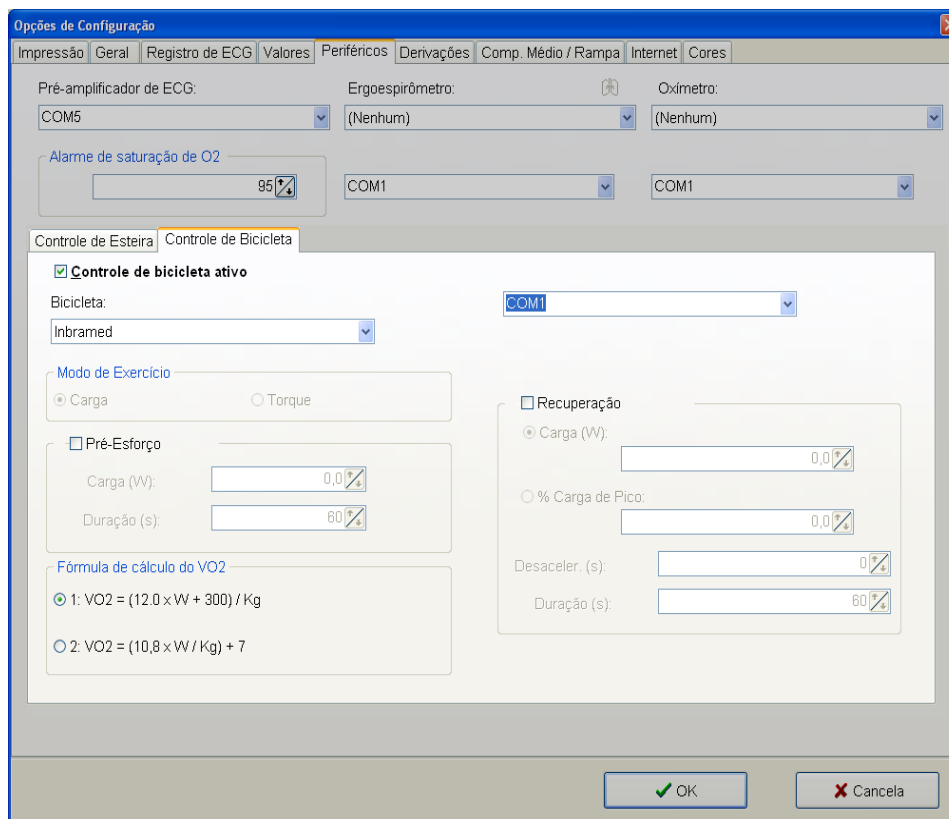 Opções de Configuração
Impressão Geral Registro de ECG Valores Periféricos Derivações Comp. Médio / Rampa Internet Cores
Pré-amplificador de ECG: Ergoespirômetro: Oxímetro:
COM5 (Nenhum) (Nenhum)
Alarme de saturação de O2
95 COM1 COM1
Controle de Esteira Controle de Bicicleta
Controle de bicicleta ativo
Bicicleta:
COM1
Inbramed
Modo de Exercício
Carga Torque
Recuperação
Carga (W):
0,0
% Carga de Pico:
0,0
Desaceler. (s): 0
Duração (s): 60
Pré-Esforço
Carga (W): 0,0
Duração (s): 60
Fórmula de cálculo do VO2
1: VO2 = (12.0 x W + 300) / Kg
2: VO2 = (10,8 x W / Kg) + 7
OK Cancela